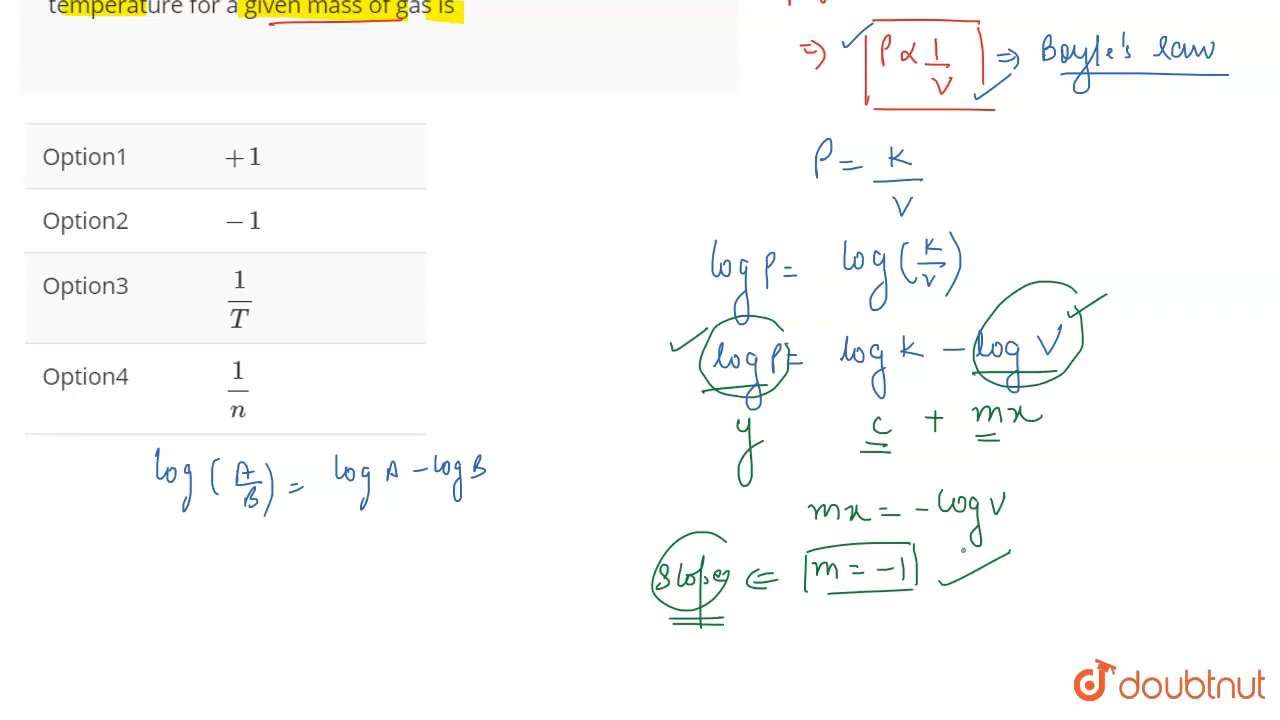 temperature for a given mass of gas is
Option1 +1
Option2 −1
Option3 1/T
Option4 1/n
log(A/B) = log A − log B
⇒ P ∝ 1/V ⇒ Boyle's law
P = K/V
log P = log(K/V)
log P = log K − log V
y c + mx
mx = − log V
Slope ⇐ m = −1
doubtnut